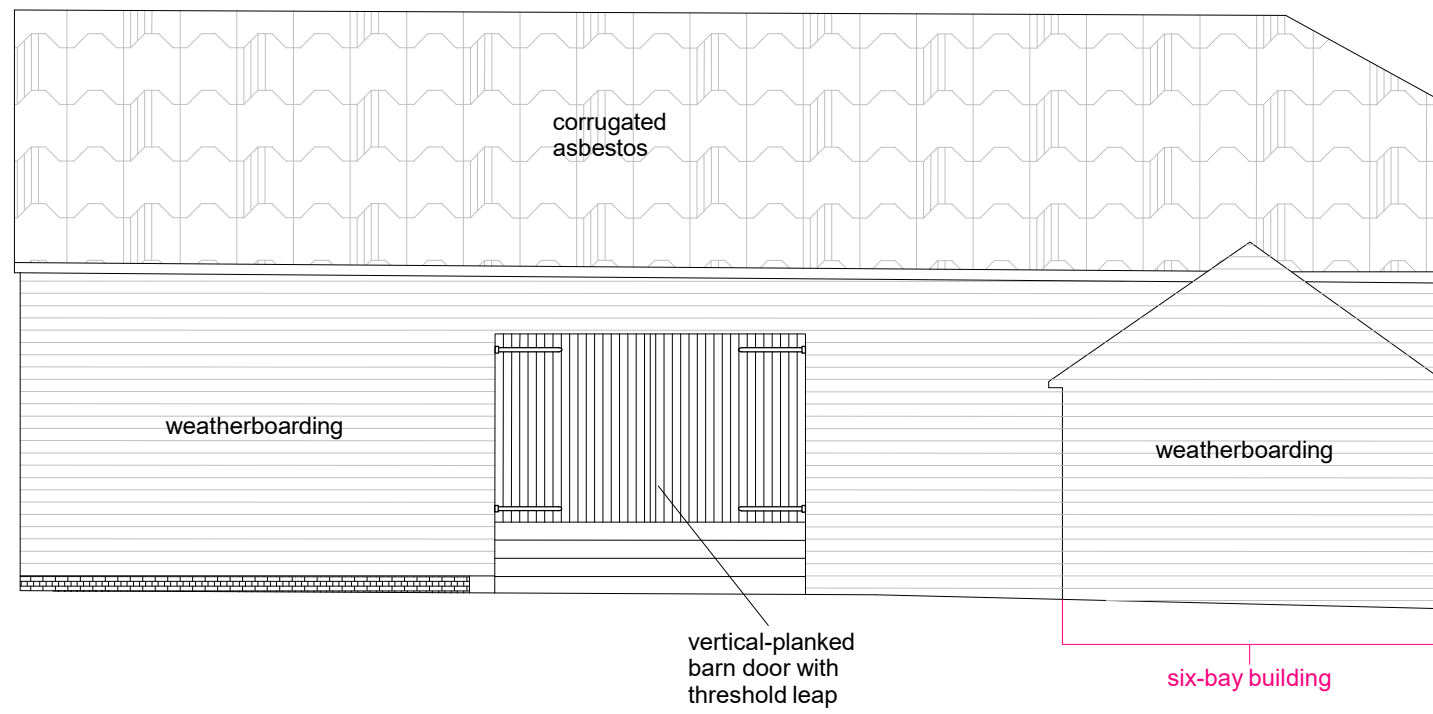 corrugated
asbestos
weatherboarding
weatherboarding
vertical-planked
barn door with
threshold leap
six-bay building